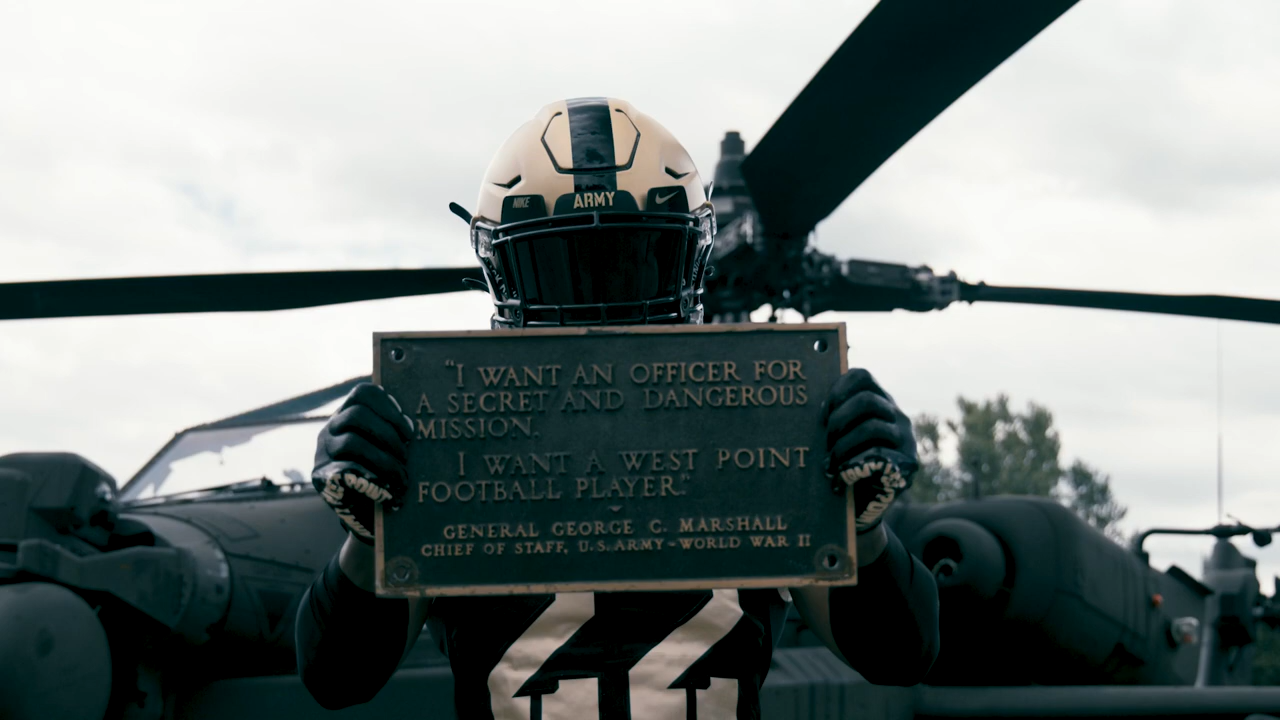 NIKE
ARMY
"I WANT AN OFFICER FOR
A SECRET AND DANGEROUS
MISSION.
I WANT A WEST POINT
FOOTBALL PLAYER."
GENERAL GEORGE C. MARSHALL
CHIEF OF STAFF, U.S. ARMY-WORLD WAR II